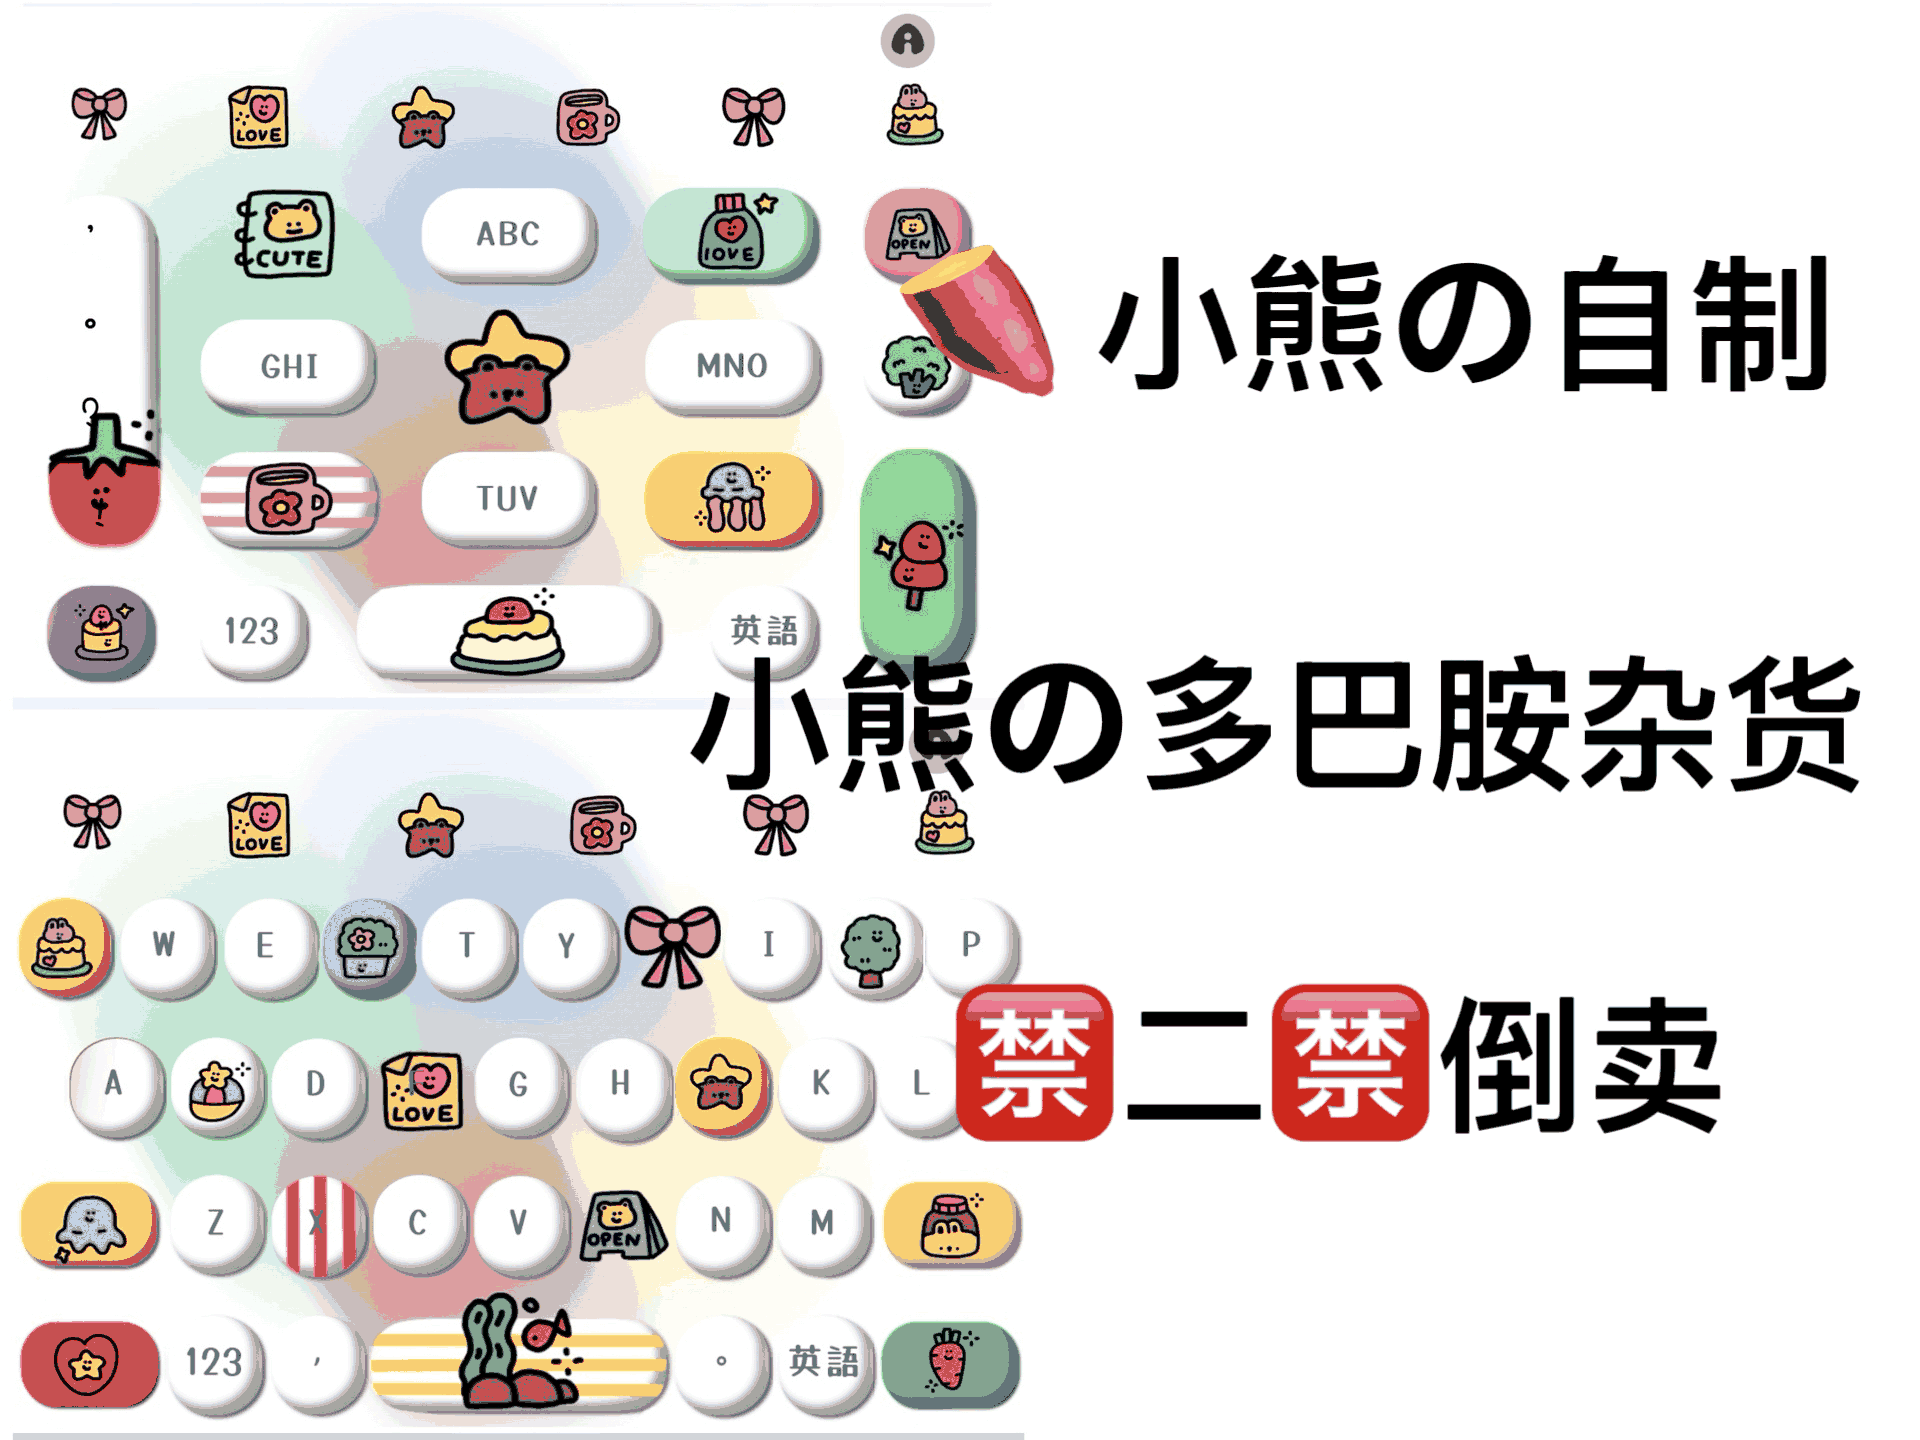 LOVE
CUTE
ABC
LOVE
OPEN
GHI
MNO
TUV
123
英語
小熊の自制
小熊の多巴胺杂货
LOVE
W E T Y I P
A D LOVE G H K L
🈲二🈲倒卖
Z X C V OPEN N M
123 , 。 英語